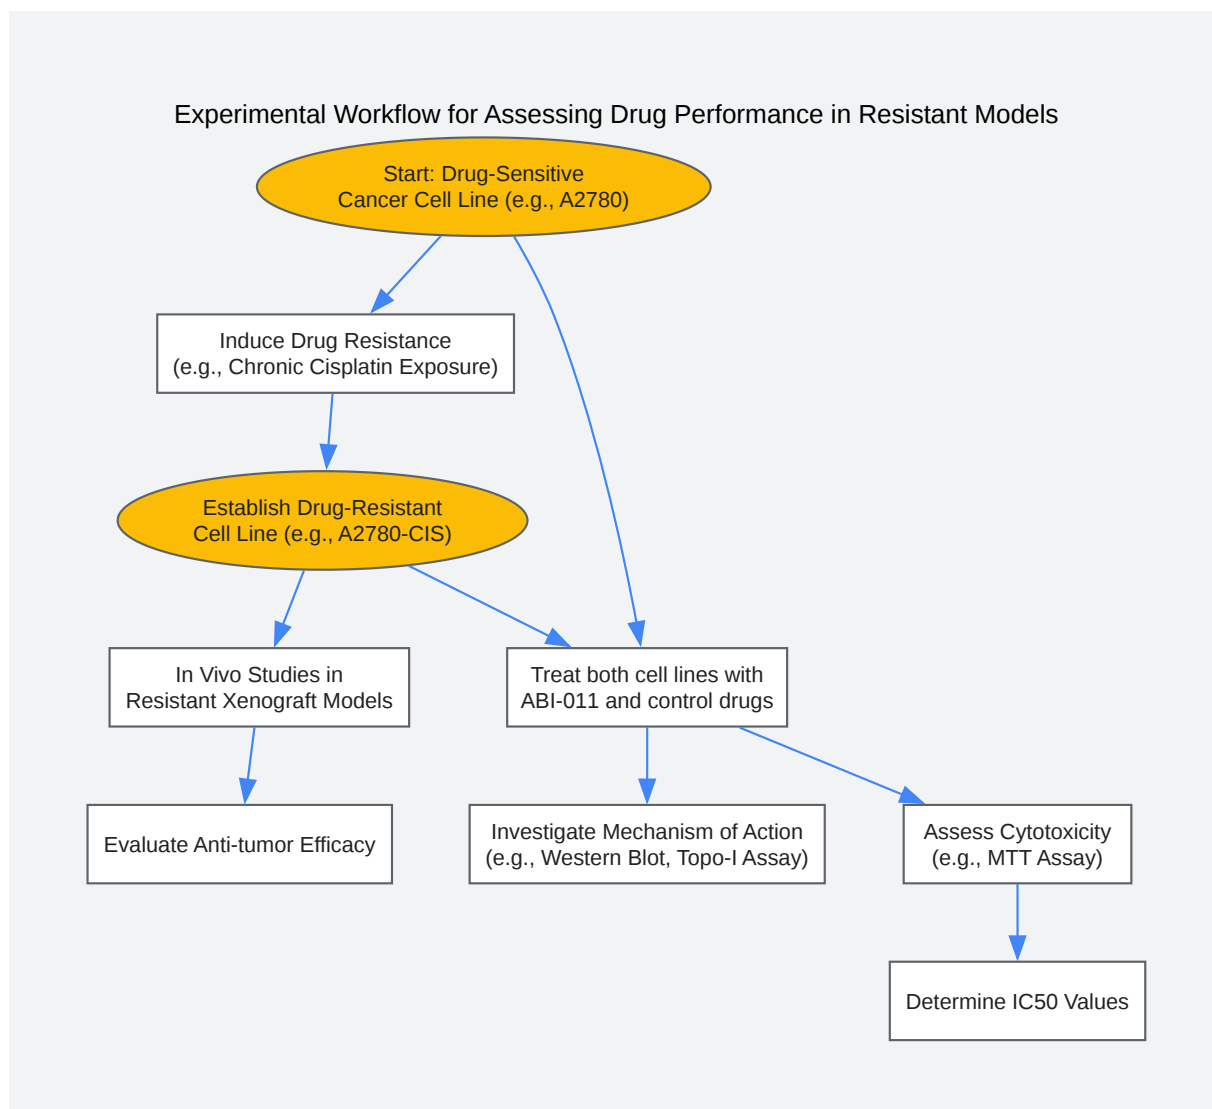 Experimental Workflow for Assessing Drug Performance in Resistant Models
Start: Drug-Sensitive
Cancer Cell Line (e.g., A2780)
Induce Drug Resistance
(e.g., Chronic Cisplatin Exposure)
Establish Drug-Resistant
Cell Line (e.g., A2780-CIS)
In Vivo Studies in
Resistant Xenograft Models
Treat both cell lines with
ABI-011 and control drugs
Evaluate Anti-tumor Efficacy
Investigate Mechanism of Action
(e.g., Western Blot, Topo-I Assay)
Assess Cytotoxicity
(e.g., MTT Assay)
Determine IC50 Values